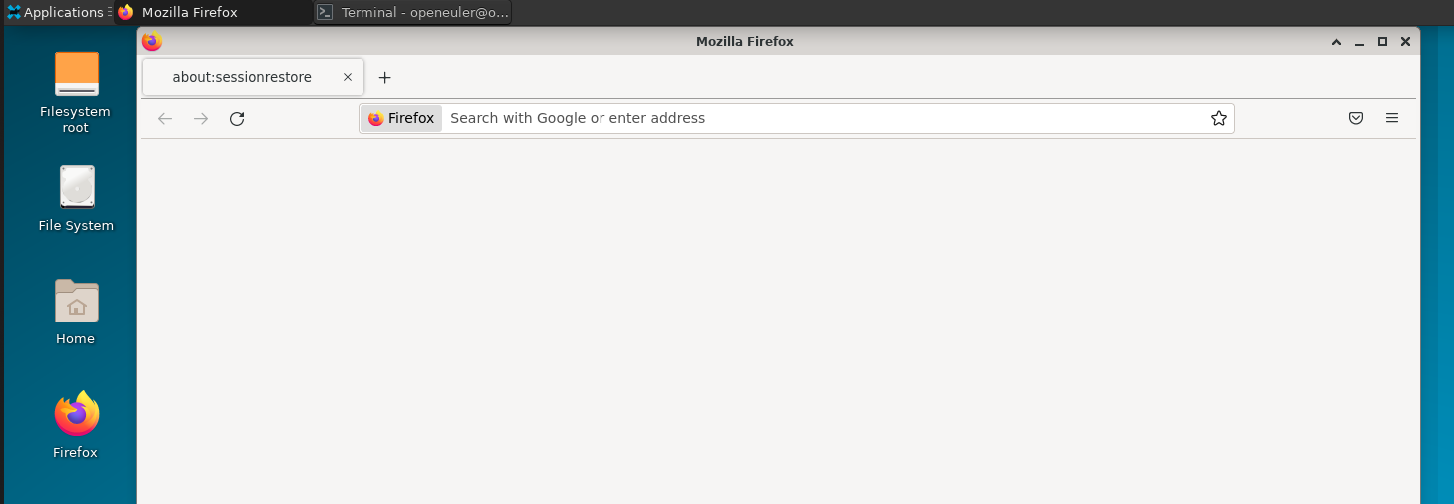 Applications
Mozilla Firefox
Terminal - openeuler@o...
Mozilla Firefox
about:sessionrestore
Firefox
Search with Google or enter address
Filesystem
root
File System
Home
Firefox